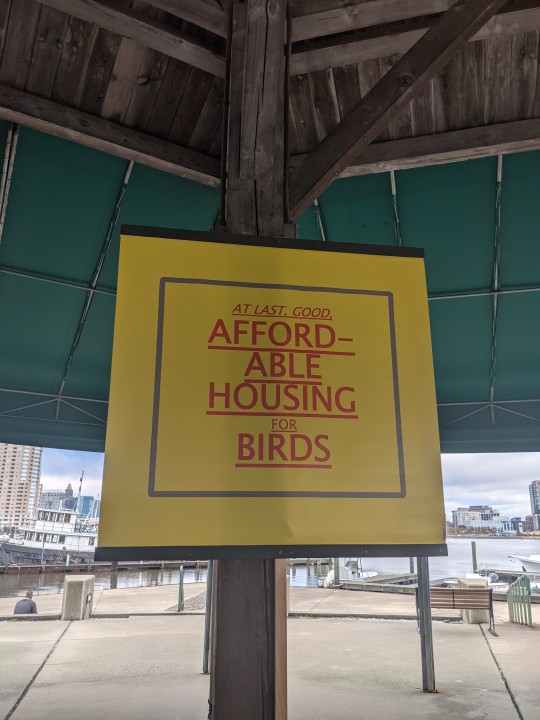 AT LAST, GOOD,
AFFORD-
ABLE
HOUSING
FOR
BIRDS